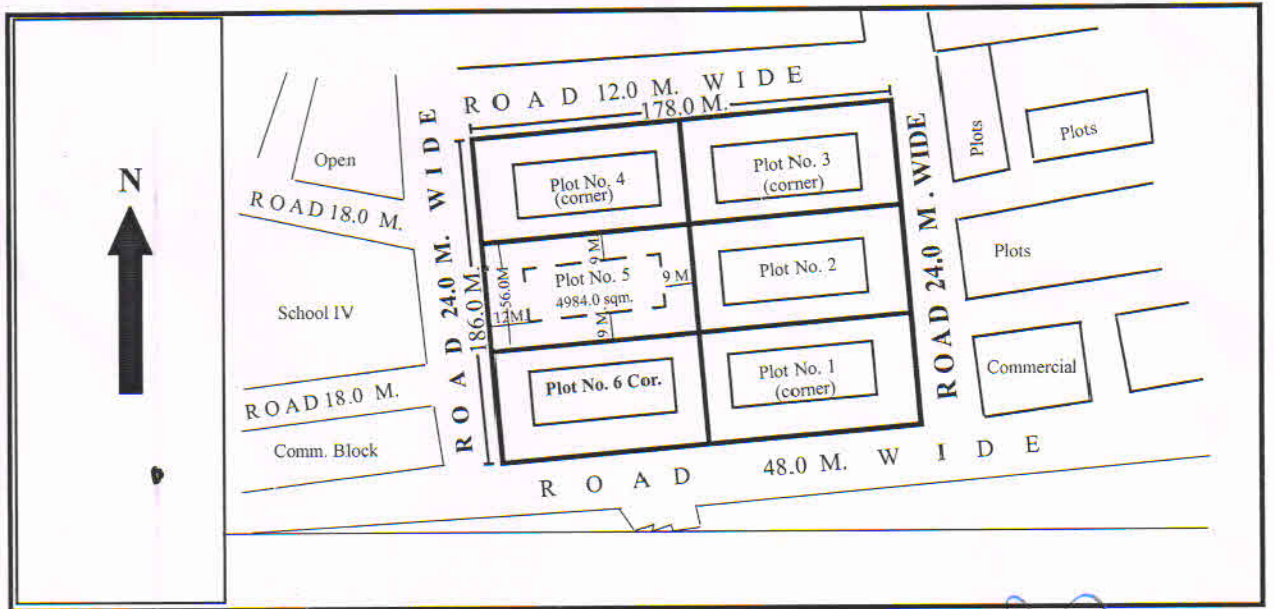 N
ROAD 12.0 M. WIDE
178.0 M.
Open
ROAD 18.0 M.
School IV
ROAD 18.0 M.
Comm. Block
ROAD 24.0 M. WIDE
186.0 M.
Plot No. 4
(corner)
Plot No. 3
(corner)
9 M.
56.0M
Plot No. 5
4984.0 sqm.
9 M
12M
9 M.
Plot No. 2
Plot No. 6 Cor.
Plot No. 1
(corner)
ROAD 24.0 M. WIDE
Plots
Plots
Plots
Commercial
ROAD 48.0 M. WIDE